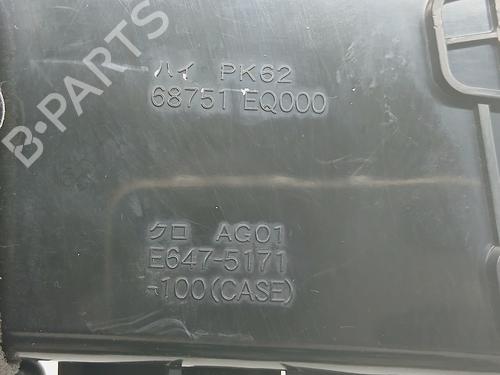 B-PARTS
ハイ PK62
68751 EQ000
クロ AG01
E647-5171
-100(CASE)